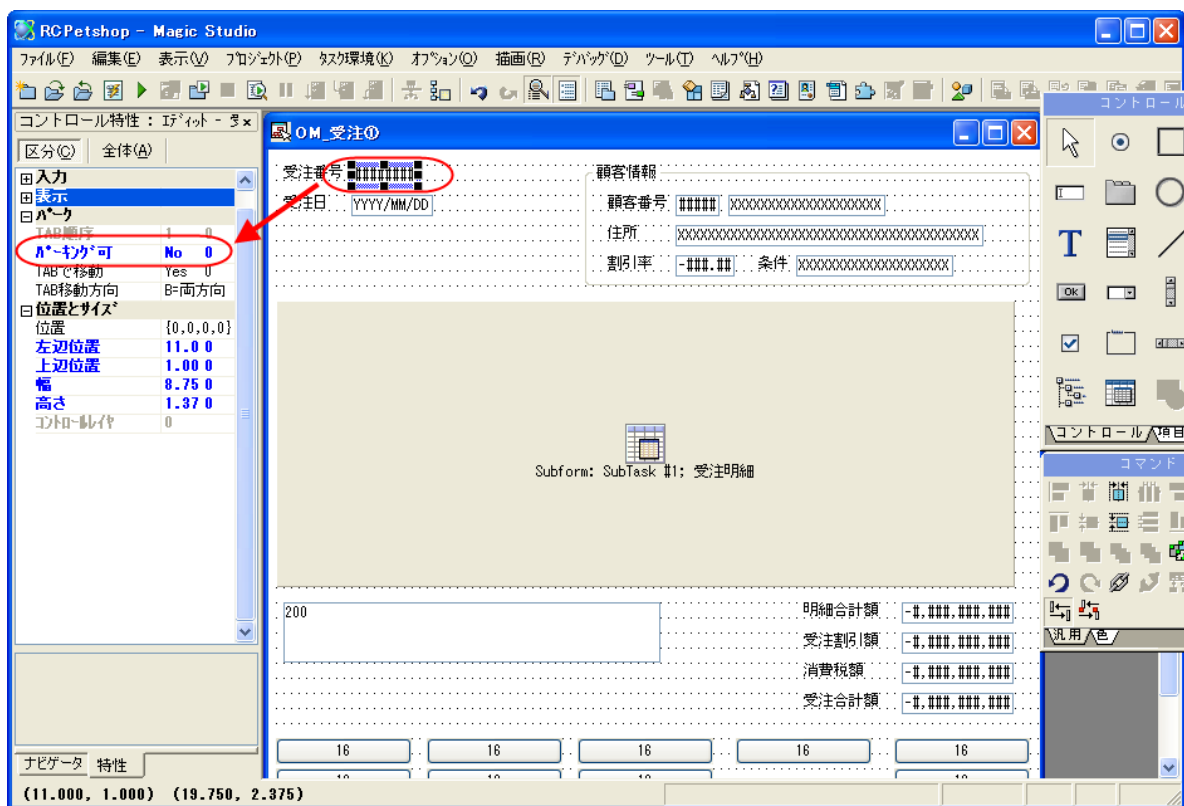 RCPetshop - Magic Studio
ファイル(F) 編集(E) 表示(V) プロジェクト(P) タスク環境(K) オプション(O) 描画(R) デバッグ(D) ツール(T) ヘルプ(H)
コントロール特性: エディット -
区分(C) 全体(A)
入力
表示
パーク
TAB順序 1 0
パーキング可 No 0
TABで移動 Yes 0
TAB移動方向 B=両方向
位置とサイズ
位置 {0,0,0,0}
左辺位置 11.0 0
上辺位置 1.00 0
幅 8.75 0
高さ 1.37 0
コントロールレイヤ 0
ナビゲータ 特性
(11.000, 1.000) (19.750, 2.375)
OM_受注①
受注番号 ########
受注日 YYYY/MM/DD
顧客情報
顧客番号 ##### XXXXXXXXXXXXXXXXXXXX
住所 XXXXXXXXXXXXXXXXXXXXXXXXXXXXXXXXXXXXXXXX
割引率 -###.## 条件 XXXXXXXXXXXXXXXXXXXX
Subform: SubTask #1; 受注明細
200
明細合計額 -#,###,###,###
受注割引額 -#,###,###,###
消費税額 -#,###,###,###
受注合計額 -#,###,###,###
16 16 16 16 16
コントロール
T
Ok
コントロール 項目
コマンド
汎用 色